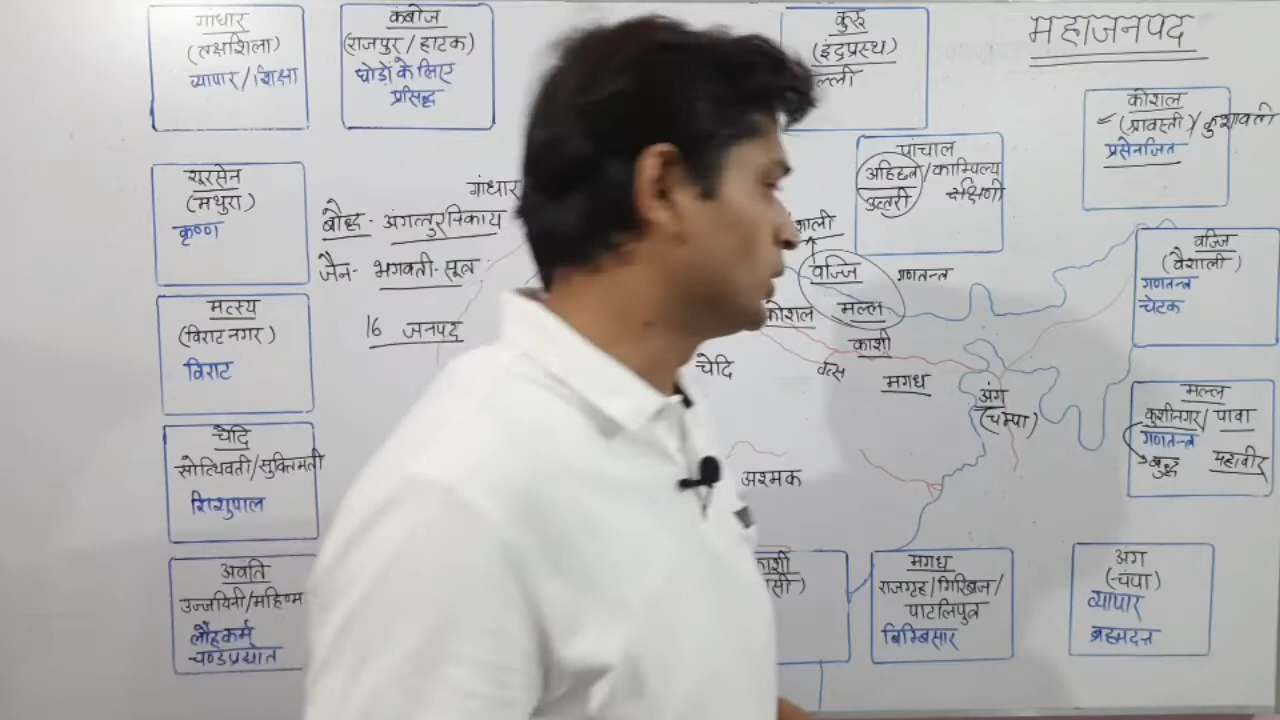 महाजनपद
गांधार
(तक्षशिला)
व्यापार/शिक्षा
कंबोज
(राजपुर/हाटक)
घोड़ों के लिए
प्रसिद्ध
कुरु
(इंद्रप्रस्थ)
ल्ली
कोशल
(श्रावस्ती)/कुशावती
प्रसेनजित
पांचाल
अहिछत्र/काम्पिल्य
उत्तरी दक्षिणी
शूरसेन
(मथुरा)
कृष्ण
गांधार
बौद्ध - अंगत्तुरनिकाय
जैन - भगवती-सूत्र
16 जनपद
शाली
वज्जि गणतन्त्र
मल्ल
कोशल
काशी
चेदि
वत्स
मगध
अंग
(चम्पा)
अश्मक
वज्जि
(वैशाली)
गणतन्त्र
चेटक
मत्स्य
(विराट नगर)
विराट
मल्ल
कुशीनगर/पावा
गणतन्त्र
बुद्ध महावीर
चेदि
सोत्थिवती/सुक्तिमती
शिशुपाल
अवंति
उज्जयिनी/महिष्म
लौहकर्म
चण्डप्रद्योत
काशी
सी)
मगध
राजगृह/गिरिब्रज/
पाटलिपुत्र
बिम्बिसार
अंग
(चंपा)
व्यापार
ब्रह्मदत्त